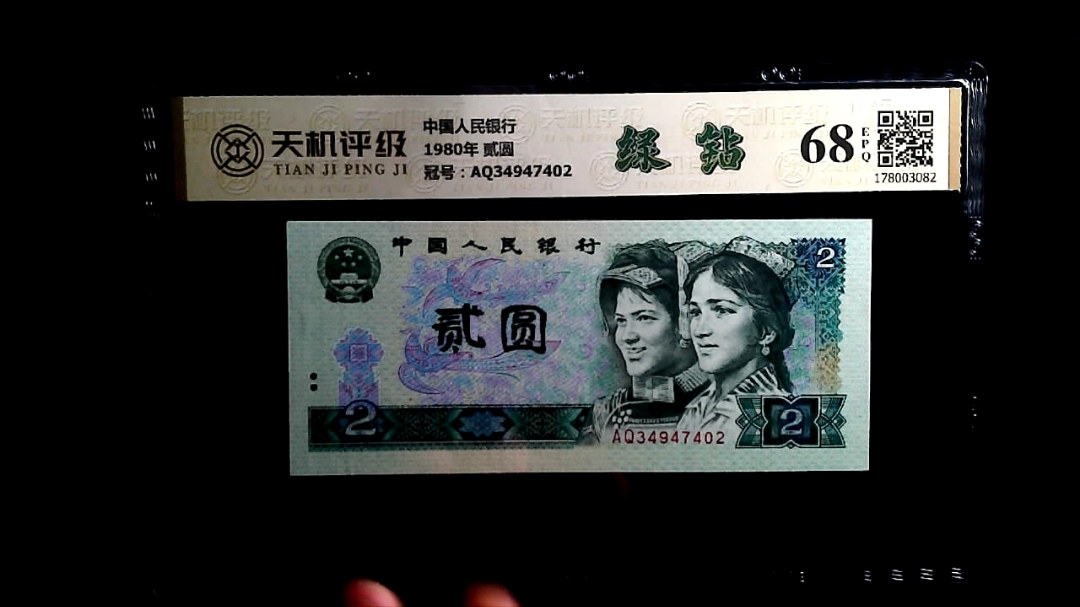 天机评级
TIAN JI PING JI
中国人民银行
1980年 贰圆
冠号：AQ34947402
绿 钻
68
EPQ
178003082
中国人民银行
2
贰圆
2
AQ34947402
2